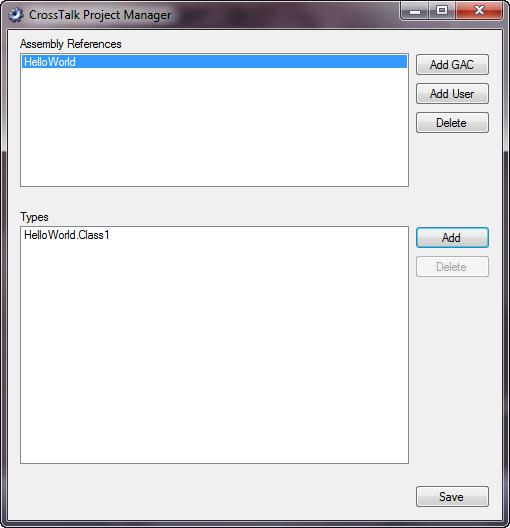 CrossTalk Project Manager
Assembly References
HelloWorld
Add GAC
Add User
Delete
Types
HelloWorld.Class1
Add
Delete
Save